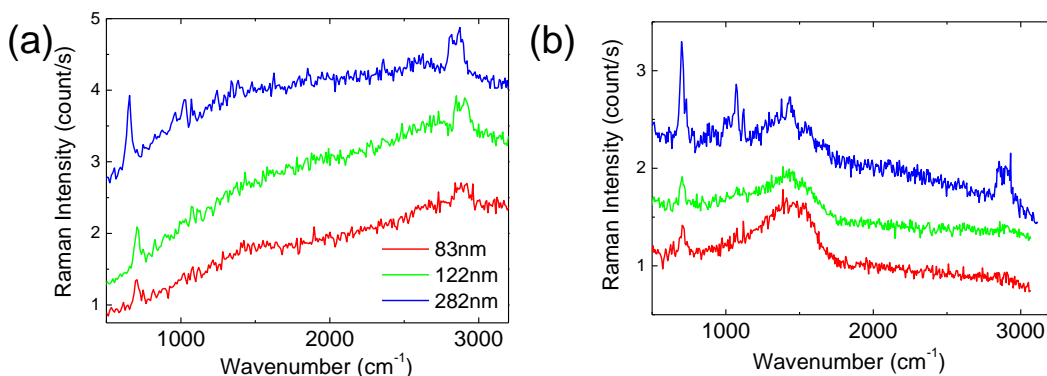 (a)
5
4
3
2
1
Raman Intensity (count/s)
83nm
122nm
282nm
1000 2000 3000
Wavenumber (cm⁻¹)
(b)
3
2
1
Raman Intensity (count/s)
1000 2000 3000
Wavenumber (cm⁻¹)